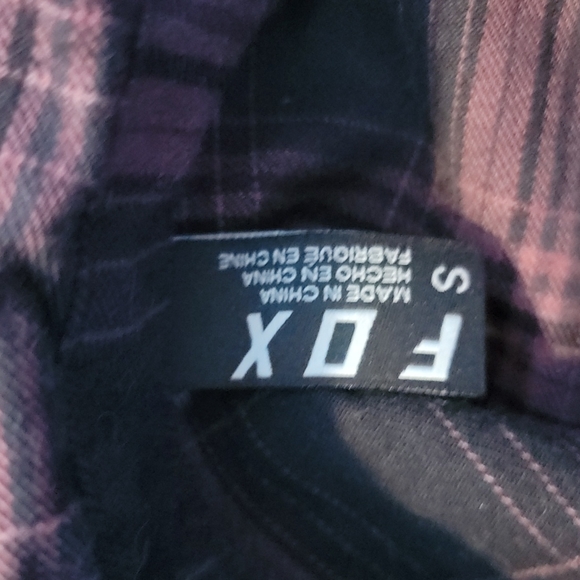 FOX
S MADE IN CHINA
HECHO EN CHINA
FABRIQUÉ EN CHINE